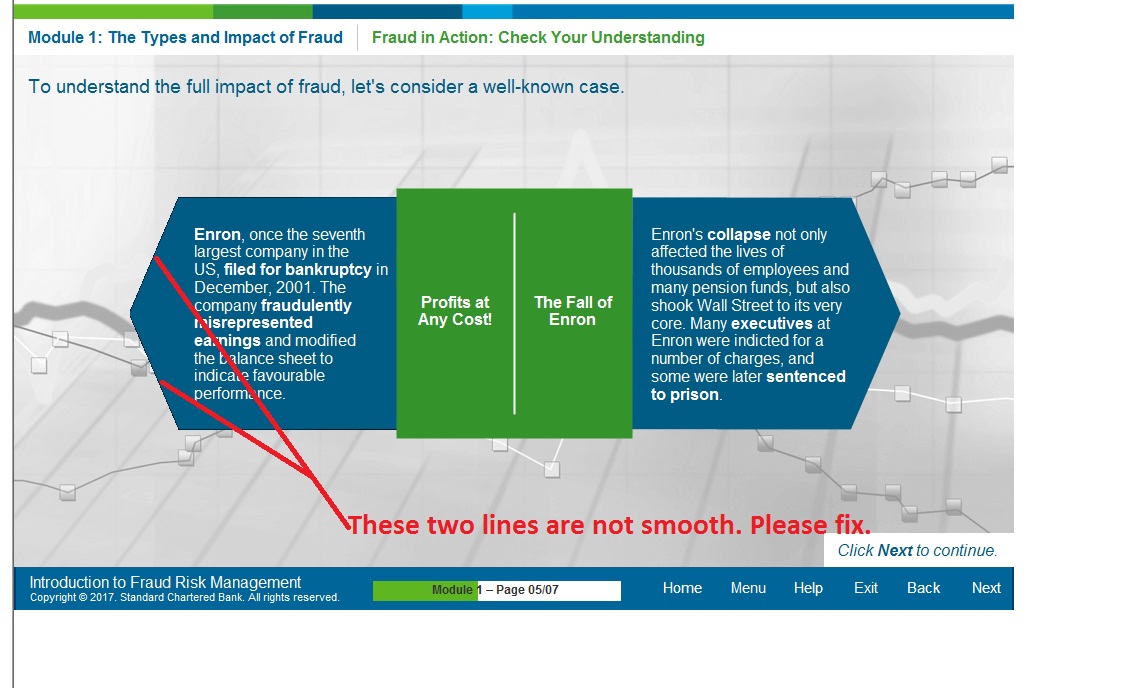 Module 1: The Types and Impact of Fraud
Fraud in Action: Check Your Understanding
To understand the full impact of fraud, let's consider a well-known case.
Enron, once the seventh
largest company in the
US, filed for bankruptcy in
December, 2001. The
company fraudulently
misrepresented
earnings and modified
the balance sheet to
indicate favourable
performance.
Profits at
Any Cost!
The Fall of
Enron
Enron's collapse not only
affected the lives of
thousands of employees and
many pension funds, but also
shook Wall Street to its very
core. Many executives at
Enron were indicted for a
number of charges, and
some were later sentenced
to prison.
These two lines are not smooth. Please fix.
Click Next to continue.
Introduction to Fraud Risk Management
Copyright © 2017. Standard Chartered Bank. All rights reserved.
Module 1 – Page 05/07
Home Menu Help Exit Back Next